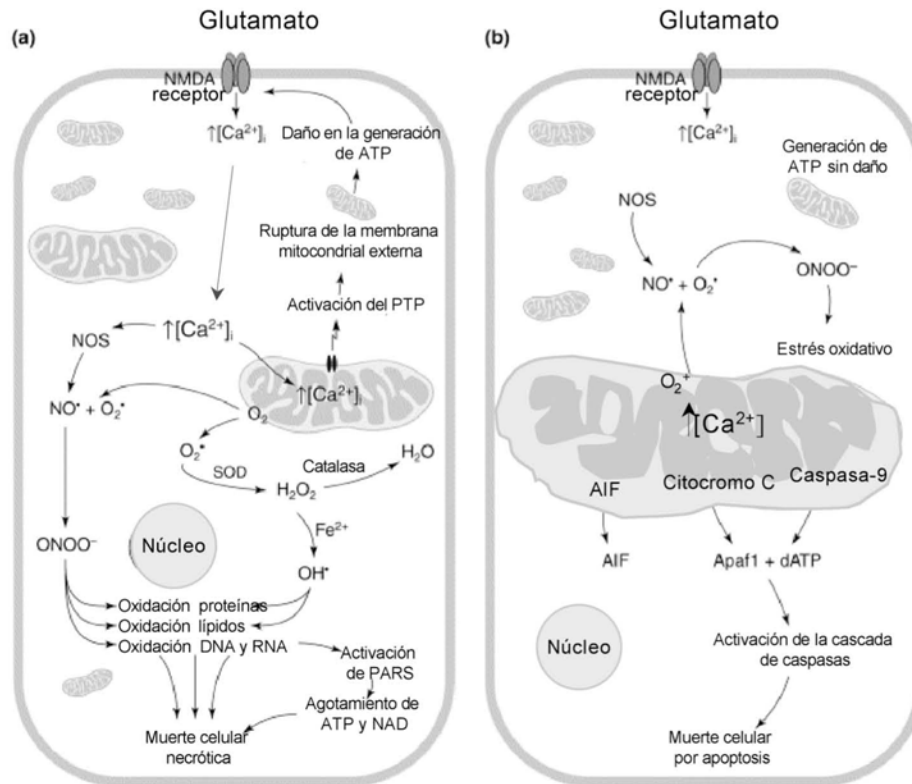 Glutamato
(a)
NMDA
receptor
↑[Ca²⁺]ᵢ
Daño en la generación
de ATP
Ruptura de la membrana
mitocondrial externa
Activación del PTP
↑[Ca²⁺]ᵢ
NOS
↑[Ca²⁺]ᵢ
NO• + O₂•
O₂
O₂•
SOD
H₂O₂
Catalasa
H₂O
Fe²⁺
OH•
ONOO⁻
Núcleo
Oxidación proteínas
Oxidación lípidos
Oxidación DNA y RNA
Activación
de PARS
Agotamiento de
ATP y NAD
Muerte celular
necrótica
Glutamato
(b)
NMDA
receptor
↑[Ca²⁺]ᵢ
Generación de
ATP sin daño
NOS
NO• + O₂•
ONOO⁻
Estrés oxidativo
O₂⁺
↑[Ca²⁺]
AIF
Citocromo C
Caspasa-9
AIF
Apaf1 + dATP
Núcleo
Activación de la cascada
de caspasas
Muerte celular
por apoptosis